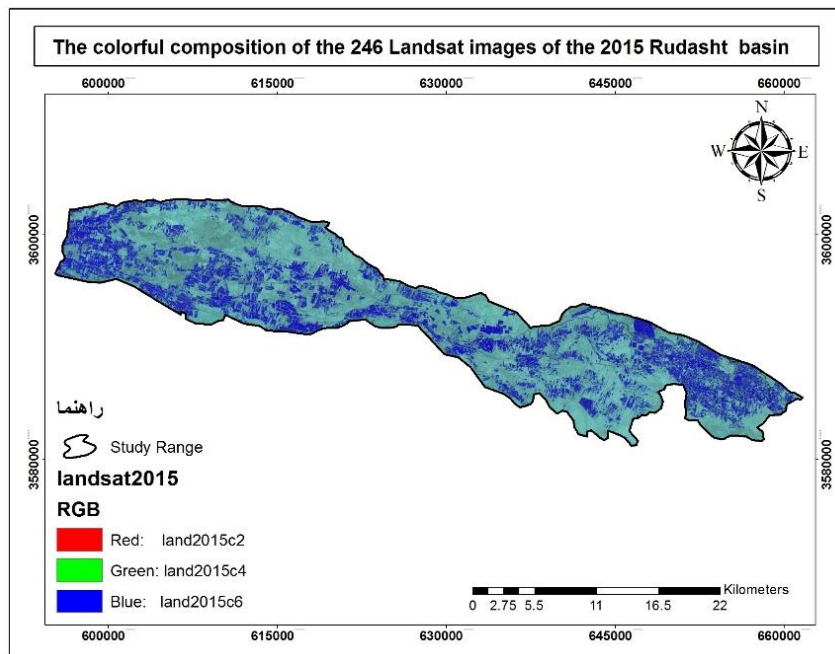 The colorful composition of the 246 Landsat images of the 2015 Rudasht basin
600000 615000 630000 645000 660000
N
W E
S
3600000 3600000
راهنما
Study Range
3580000 3580000
landsat2015
RGB
Red: land2015c2
Green: land2015c4
Blue: land2015c6
Kilometers
0 2.75 5.5 11 16.5 22
600000 615000 630000 645000 660000